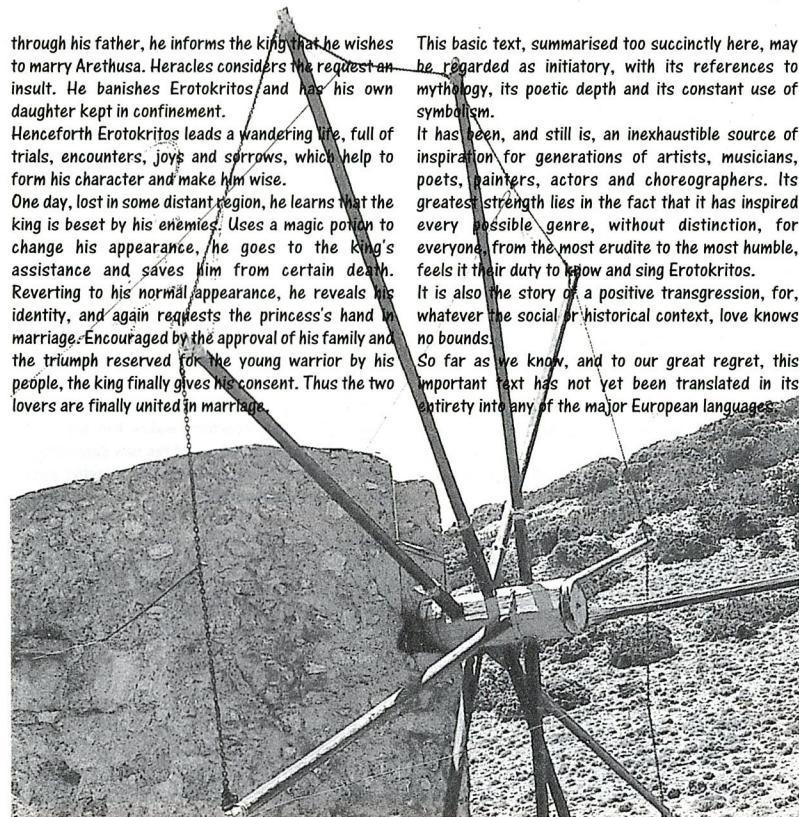 through his father, he informs the king that he wishes
to marry Arethusa. Heracles considers the request an
insult. He banishes Erotokritos and has his own
daughter kept in confinement.
Henceforth Erotokritos leads a wandering life, full of
trials, encounters, joys and sorrows, which help to
form his character and make him wise.
One day, lost in some distant region, he learns that the
king is beset by his enemies. Uses a magic potion to
change his appearance, he goes to the king's
assistance and saves him from certain death.
Reverting to his normal appearance, he reveals his
identity, and again requests the princess's hand in
marriage. Encouraged by the approval of his family and
the triumph reserved for the young warrior by his
people, the king finally gives his consent. Thus the two
lovers are finally united in marriage.
This basic text, summarised too succinctly here, may
be regarded as initiatory, with its references to
mythology, its poetic depth and its constant use of
symbolism.
It has been, and still is, an inexhaustible source of
inspiration for generations of artists, musicians,
poets, painters, actors and choreographers. Its
greatest strength lies in the fact that it has inspired
every possible genre, without distinction, for
everyone, from the most erudite to the most humble,
feels it their duty to know and sing Erotokritos.
It is also the story of a positive transgression, for,
whatever the social or historical context, love knows
no bounds.
So far as we know, and to our great regret, this
important text has not yet been translated in its
entirety into any of the major European languages.